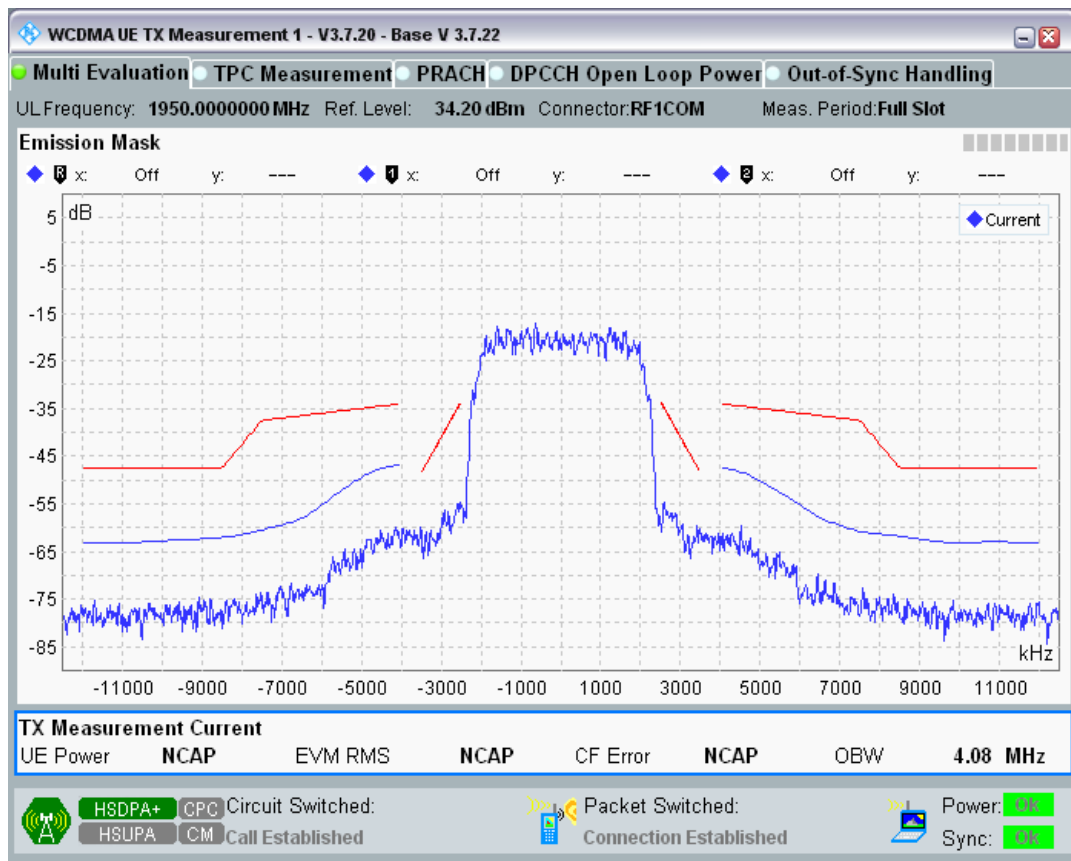 WCDMA UE TX Measurement 1 - V3.7.20 - Base V 3.7.22
Multi Evaluation TPC Measurement PRACH DPCCH Open Loop Power Out-of-Sync Handling
UL Frequency: 1950.0000000 MHz Ref. Level: 34.20 dBm Connector: RF1COM Meas. Period: Full Slot
Emission Mask
R x: Off y: --- 1 x: Off y: --- 2 x: Off y: ---
dB
Current
5
-5
-15
-25
-35
-45
-55
-65
-75
-85
kHz
-11000 -9000 -7000 -5000 -3000 -1000 1000 3000 5000 7000 9000 11000
TX Measurement Current
UE Power NCAP EVM RMS NCAP CF Error NCAP OBW 4.08 MHz
HSDPA+ CPC Circuit Switched: Packet Switched: Power: Ok
HSUPA CM Call Established Connection Established Sync: Ok